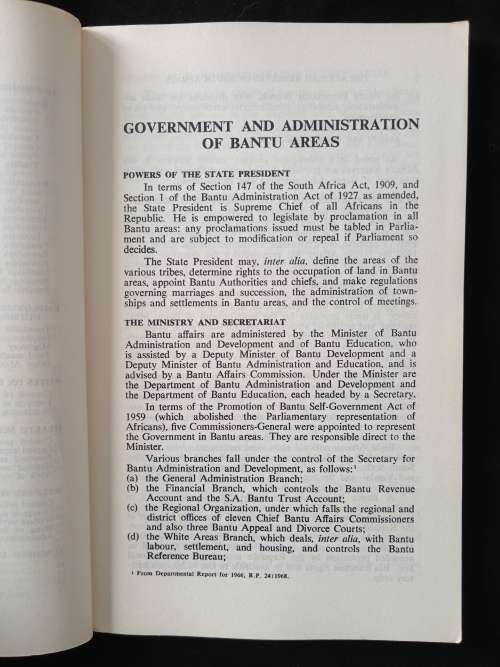 GOVERNMENT AND ADMINISTRATION
OF BANTU AREAS
POWERS OF THE STATE PRESIDENT
In terms of Section 147 of the South Africa Act, 1909, and
Section 1 of the Bantu Administration Act of 1927 as amended,
the State President is Supreme Chief of all Africans in the
Republic. He is empowered to legislate by proclamation in all
Bantu areas: any proclamations issued must be tabled in Parlia-
ment and are subject to modification or repeal if Parliament so
decides.
The State President may, inter alia, define the areas of the
various tribes, determine rights to the occupation of land in Bantu
areas, appoint Bantu Authorities and chiefs, and make regulations
governing marriages and succession, the administration of town-
ships and settlements in Bantu areas, and the control of meetings.
THE MINISTRY AND SECRETARIAT
Bantu affairs are administered by the Minister of Bantu
Administration and Development and of Bantu Education, who
is assisted by a Deputy Minister of Bantu Development and a
Deputy Minister of Bantu Administration and Education, and is
advised by a Bantu Affairs Commission. Under the Minister are
the Department of Bantu Administration and Development and
the Department of Bantu Education, each headed by a Secretary.
In terms of the Promotion of Bantu Self-Government Act of
1959 (which abolished the Parliamentary representation of
Africans), five Commissioners-General were appointed to represent
the Government in Bantu areas. They are responsible direct to the
Minister.
Various branches fall under the control of the Secretary for
Bantu Administration and Development, as follows:¹
(a) the General Administration Branch;
(b) the Financial Branch, which controls the Bantu Revenue
Account and the S.A. Bantu Trust Account;
(c) the Regional Organization, under which falls the regional and
district offices of eleven Chief Bantu Affairs Commissioners
and also three Bantu Appeal and Divorce Courts;
(d) the White Areas Branch, which deals, inter alia, with Bantu
labour, settlement, and housing, and controls the Bantu
Reference Bureau;
¹ From Departmental Report for 1966, R.P. 24/1968.